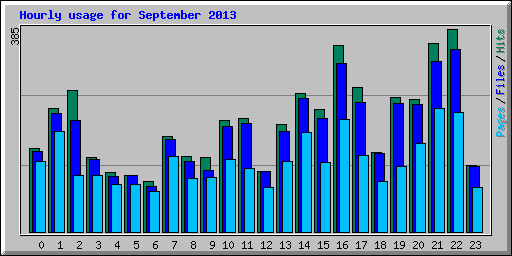 Hourly usage for September 2013
385
Pages / Files / Hits
0 1 2 3 4 5 6 7 8 9 10 11 12 13 14 15 16 17 18 19 20 21 22 23